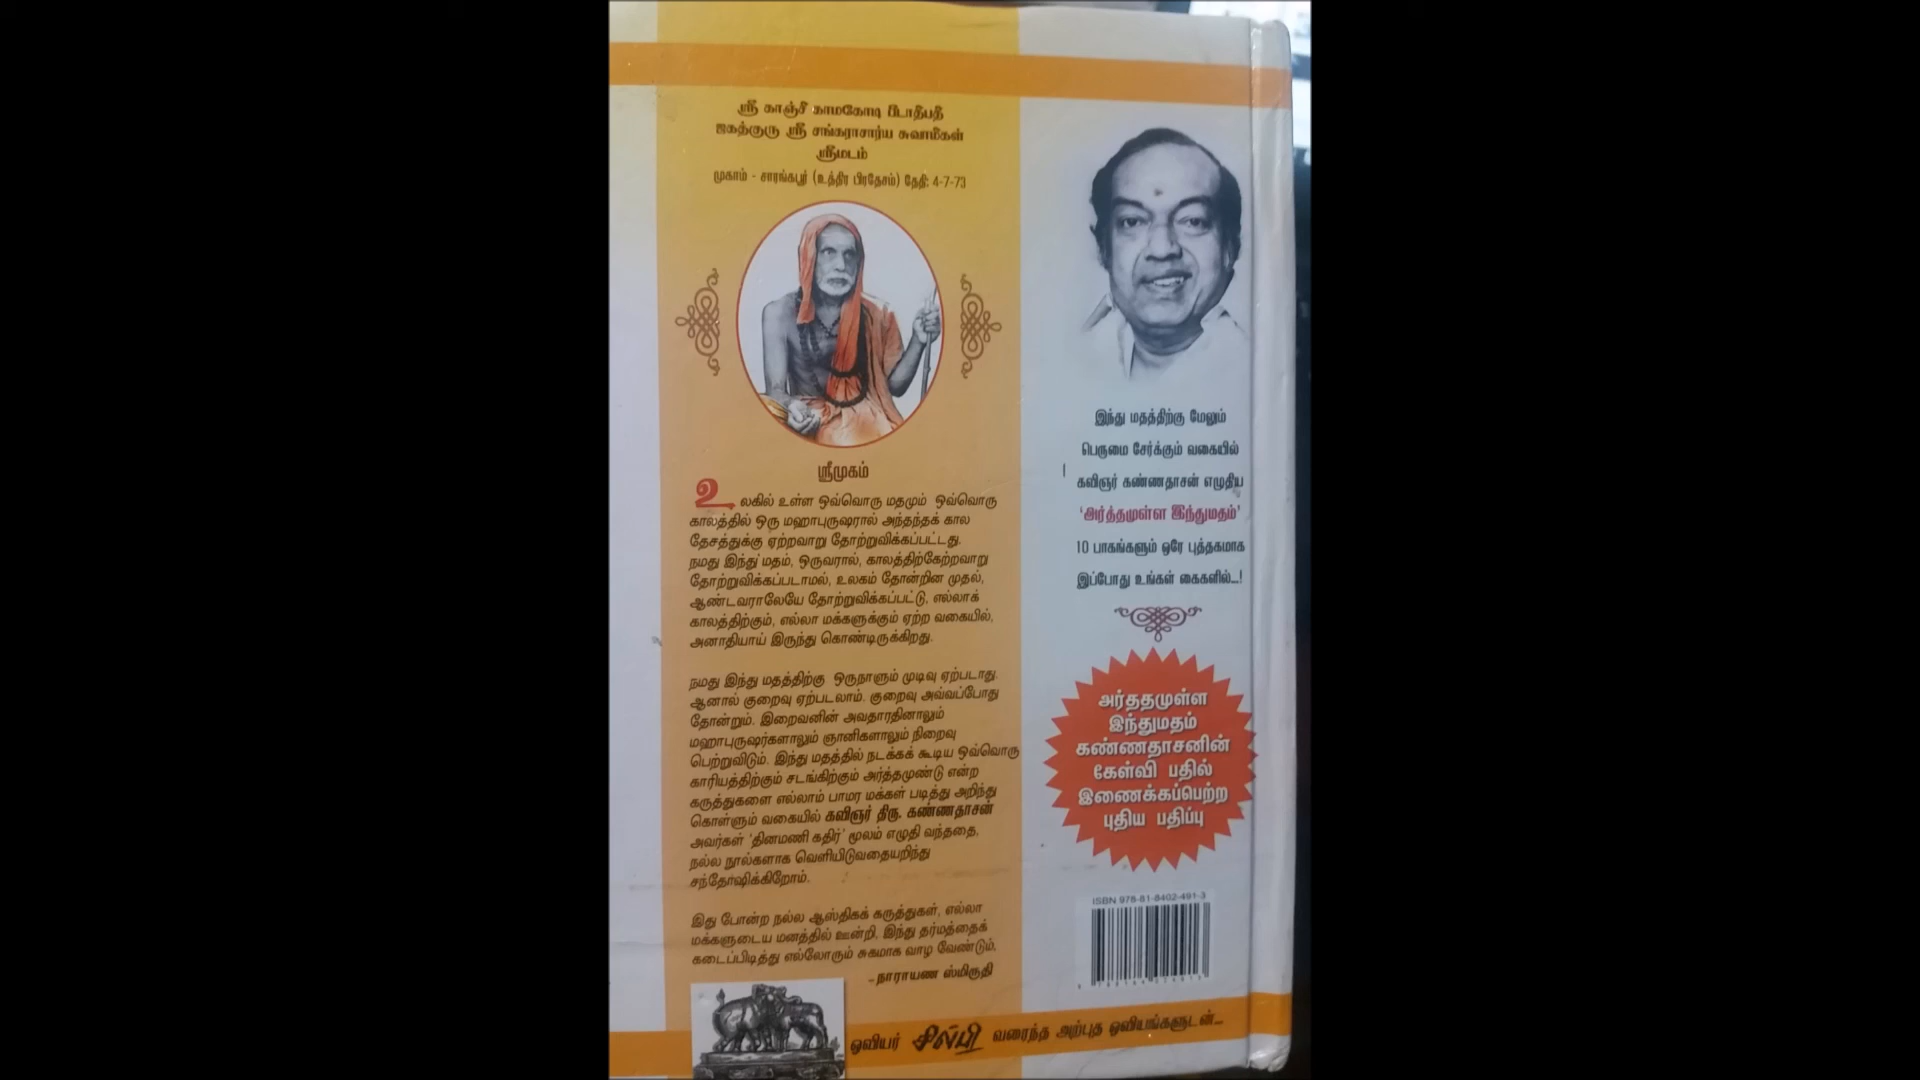 ஸ்ரீ காஞ்சி காமகோடி பீடாதிபதி
ஜகத்குரு ஸ்ரீ சங்கராசார்ய சுவாமிகள்
ஸ்ரீமடம்
முகாம் - சாரங்கபூர் (உத்திர பிரதேசம்) தேதி: 4-7-73
ஸ்ரீமுகம்
உலகில் உள்ள ஒவ்வொரு மதமும் ஒவ்வொரு
காலத்தில் ஒரு மஹாபுருஷரால் அந்தந்தக் கால
தேசத்துக்கு ஏற்றவாறு தோற்றுவிக்கப்பட்டது.
நமது இந்து மதம், ஒருவரால், காலத்திற்கேற்றவாறு
தோற்றுவிக்கப்படாமல், உலகம் தோன்றின முதல்,
ஆண்டவராலேயே தோற்றுவிக்கப்பட்டு, எல்லாக்
காலத்திற்கும், எல்லா மக்களுக்கும் ஏற்ற வகையில்,
அனாதியாய் இருந்து கொண்டிருக்கிறது.
நமது இந்து மதத்திற்கு ஒருநாளும் முடிவு ஏற்படாது.
ஆனால் குறைவு ஏற்படலாம். குறைவு அவ்வப்போது
தோன்றும். இறைவனின் அவதாரதினாலும்
மஹாபுருஷர்களாலும் ஞானிகளாலும் நிறைவு
பெற்றுவிடும். இந்து மதத்தில் நடக்கக் கூடிய ஒவ்வொரு
காரியத்திற்கும் சடங்கிற்கும் அர்த்தமுண்டு என்ற
கருத்துகளை எல்லாம் பாமர மக்கள் படித்து அறிந்து
கொள்ளும் வகையில் கவிஞர் திரு. கண்ணதாசன்
அவர்கள் 'தினமணி கதிர்' மூலம் எழுதி வந்ததை,
நல்ல நூல்களாக வெளியிடுவதையறிந்து
சந்தோஷிக்கிறோம்.
இது போன்ற நல்ல ஆஸ்திகக் கருத்துகள், எல்லா
மக்களுடைய மனத்தில் ஊன்றி, இந்து தர்மத்தைக்
கடைப்பிடித்து எல்லோரும் சுகமாக வாழ வேண்டும்.
-நாராயண ஸ்மிருதி
இந்து மதத்திற்கு மேலும்
பெருமை சேர்க்கும் வகையில்
கவிஞர் கண்ணதாசன் எழுதிய
'அர்த்தமுள்ள இந்துமதம்'
10 பாகங்களும் ஒரே புத்தகமாக
இப்போது உங்கள் கைகளில்...!
அர்ததமுள்ள
இந்துமதம்
கண்ணதாசனின்
கேள்வி பதில்
இணைக்கப்பெற்ற
புதிய பதிப்பு
ISBN 978-81-8402-491-3
ஓவியர் சில்பி வரைந்த அற்புத ஓவியங்களுடன்...